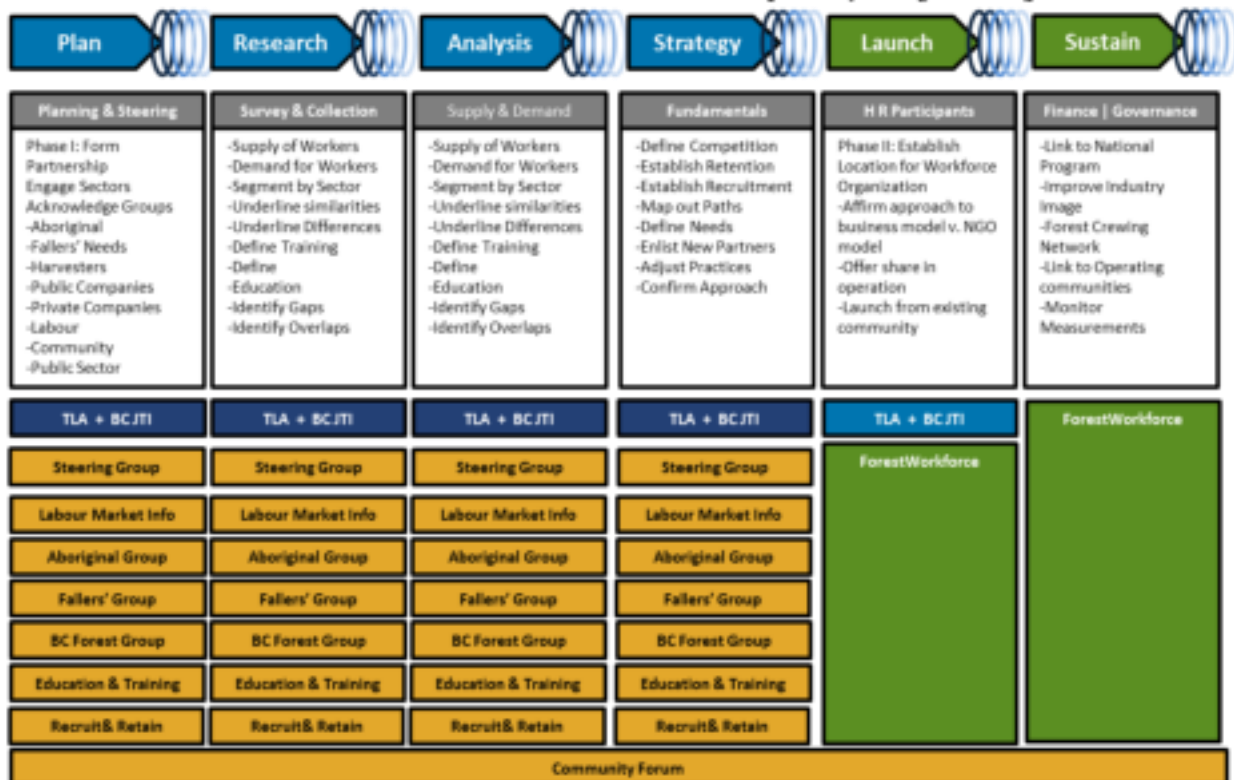 Plan
Research
Analysis
Strategy
Launch
Sustain
Planning & Steering
Phase I: Form
Partnership
Engage Sectors
Acknowledge Groups
-Aboriginal
-Fallers' Needs
-Harvesters
-Public Companies
-Private Companies
-Labour
-Community
-Public Sector
Survey & Collection
-Supply of Workers
-Demand for Workers
-Segment by Sector
-Underline similarities
-Underline Differences
-Define Training
-Define
-Education
-Identify Gaps
-Identify Overlaps
Supply & Demand
-Supply of Workers
-Demand for Workers
-Segment by Sector
-Underline similarities
-Underline Differences
-Define Training
-Define
-Education
-Identify Gaps
-Identify Overlaps
Fundamentals
-Define Competition
-Establish Retention
-Establish Recruitment
-Map out Paths
-Define Needs
-Enlist New Partners
-Adjust Practices
-Confirm Approach
H R Participants
Phase II: Establish
Location for Workforce
Organization
-Affirm approach to
business model v. NGO
model
-Offer share in
operation
-Launch from existing
community
Finance | Governance
-Link to National
Program
-Improve Industry
Image
-Forest Crewing
Network
-Link to Operating
communities
-Monitor
Measurements
TLA + BCJTI
TLA + BCJTI
TLA + BCJTI
TLA + BCJTI
TLA + BCJTI
ForestWorkforce
Steering Group
Steering Group
Steering Group
Steering Group
ForestWorkforce
Labour Market Info
Labour Market Info
Labour Market Info
Labour Market Info
Aboriginal Group
Aboriginal Group
Aboriginal Group
Aboriginal Group
Fallers' Group
Fallers' Group
Fallers' Group
Fallers' Group
BC Forest Group
BC Forest Group
BC Forest Group
BC Forest Group
Education & Training
Education & Training
Education & Training
Education & Training
Recruit& Retain
Recruit& Retain
Recruit& Retain
Recruit& Retain
Community Forum